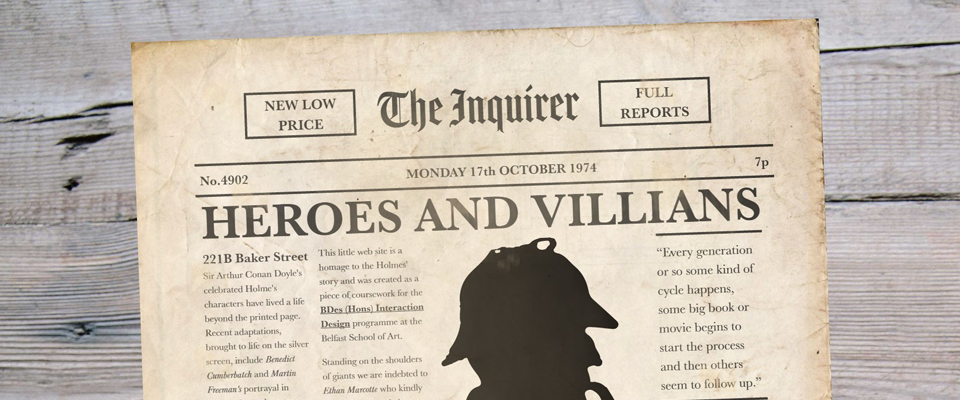 NEW LOW
PRICE
The Inquirer
FULL
REPORTS
No.4902
MONDAY 17th OCTOBER 1974
7p
HEROES AND VILLIANS
221B Baker Street
Sir Arthur Conan Doyle's
celebrated Holme's
characters have lived a life
beyond the printed page.
Recent adaptations,
brought to life on the silver
screen, include Benedict
Cumberbatch and Martin
Freeman's portrayal in
This little web site is a
homage to the Holmes'
story and was created as a
piece of coursework for the
BDes (Hons) Interaction
Design programme at the
Belfast School of Art.
Standing on the shoulders
of giants we are indebted to
Ethan Marcotte who kindly
“Every generation
or so some kind of
cycle happens,
some big book or
movie begins to
start the process
and then others
seem to follow up.”